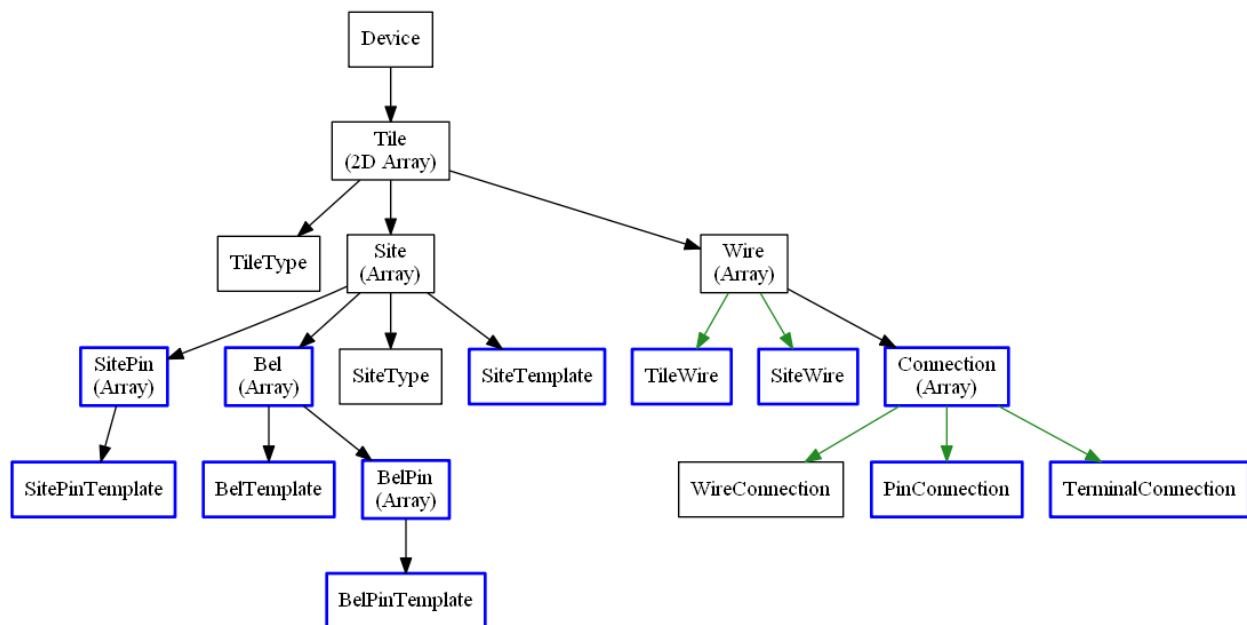 Device
Tile
(2D Array)
TileType
Site
(Array)
Wire
(Array)
SitePin
(Array)
Bel
(Array)
SiteType
SiteTemplate
TileWire
SiteWire
Connection
(Array)
SitePinTemplate
BelTemplate
BelPin
(Array)
WireConnection
PinConnection
TerminalConnection
BelPinTemplate